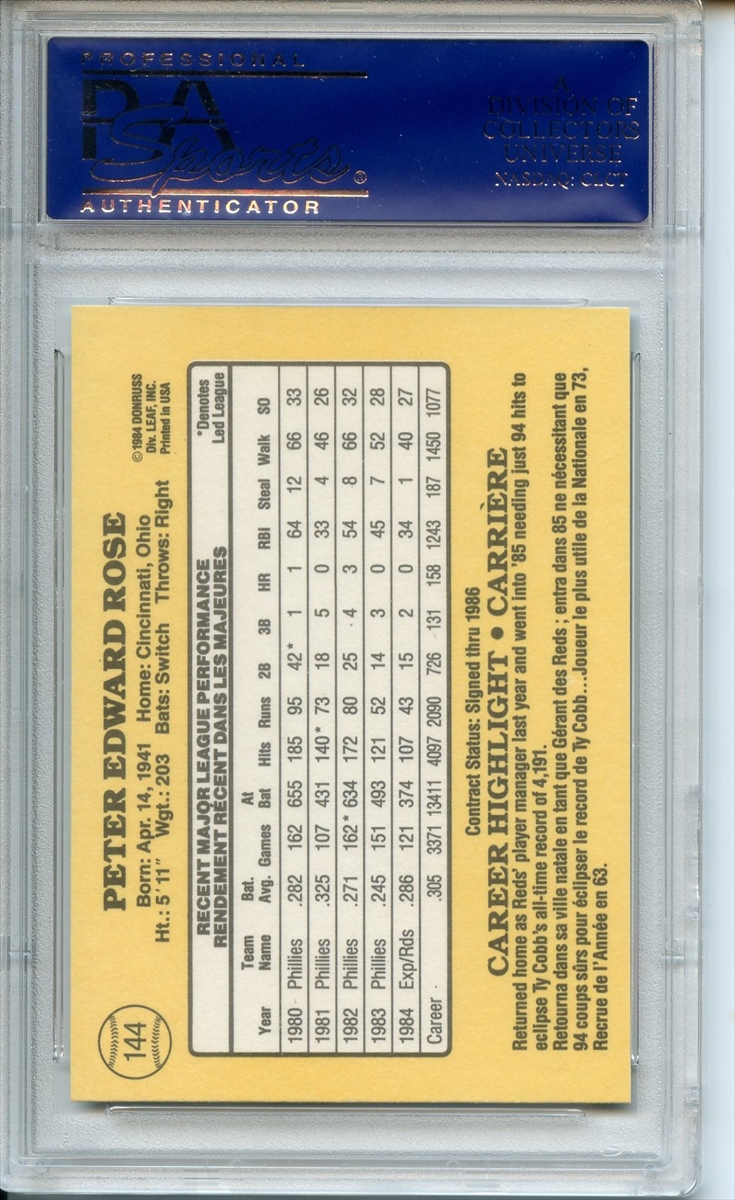 PROFESSIONAL
PSA
Sports®
AUTHENTICATOR
A
DIVISION OF
COLLECTORS
UNIVERSE
NASDAQ: CLCT
144
PETER EDWARD ROSE
Born: Apr. 14, 1941 Home: Cincinnati, Ohio
Ht.: 5'11" Wgt.: 203 Bats: Switch Throws: Right
©1984 DONRUSS
Div. LEAF, INC.
Printed in USA
RECENT MAJOR LEAGUE PERFORMANCE
RENDEMENT RÉCENT DANS LES MAJEURES
*Denotes
Led League
Year Team Name Bat. Avg. Games At Bat Hits Runs 2B 3B HR RBI Steal Walk SO
1980 Phillies .282 162 655 185 95 42* 1 1 64 12 66 33
1981 Phillies .325 107 431 140* 73 18 5 0 33 4 46 26
1982 Phillies .271 162* 634 172 80 25 4 3 54 8 66 32
1983 Phillies .245 151 493 121 52 14 3 0 45 7 52 28
1984 Exp/Rds .286 121 374 107 43 15 2 0 34 1 40 27
Career .305 3371 13411 4097 2090 726 131 158 1243 187 1450 1077
Contract Status: Signed thru 1986
CAREER HIGHLIGHT • CARRIÈRE
Returned home as Reds' player manager last year and went into '85 needing just 94 hits to
eclipse Ty Cobb's all-time record of 4,191.
Retourna dans sa ville natale en tant que Gérant des Reds; entra dans 85 ne nécessitant que
94 coups sûrs pour éclipser le record de Ty Cobb...Joueur le plus utile de la Nationale en 73,
Recrue de l'Année en 63.